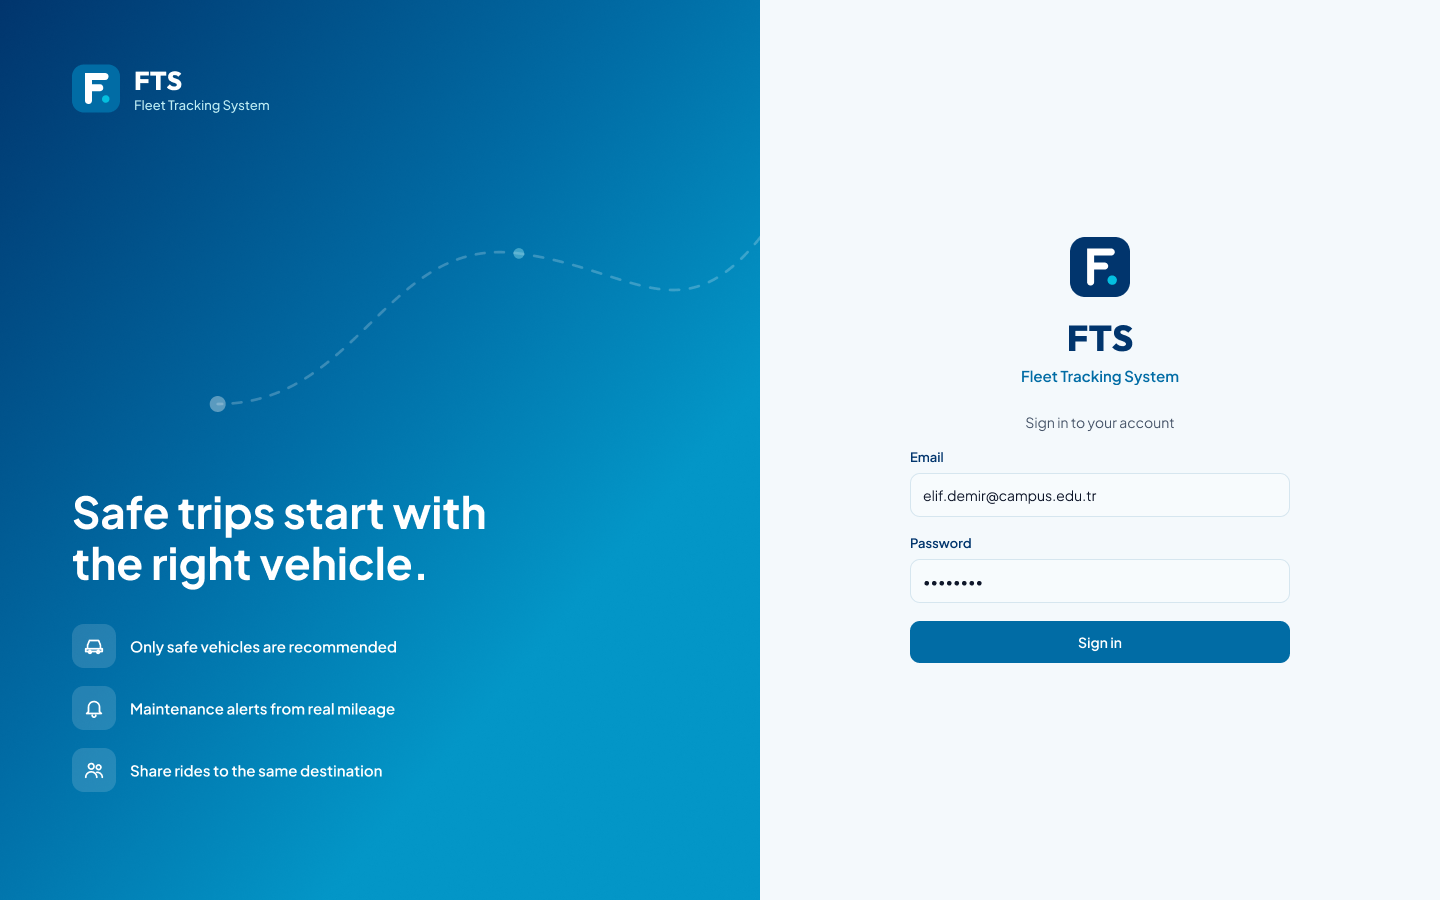 F.
FTS
Fleet Tracking System
Safe trips start with
the right vehicle.
Only safe vehicles are recommended
Maintenance alerts from real mileage
Share rides to the same destination
F.
FTS
Fleet Tracking System
Sign in to your account
Email
elif.demir@campus.edu.tr
Password
••••••••
Sign in